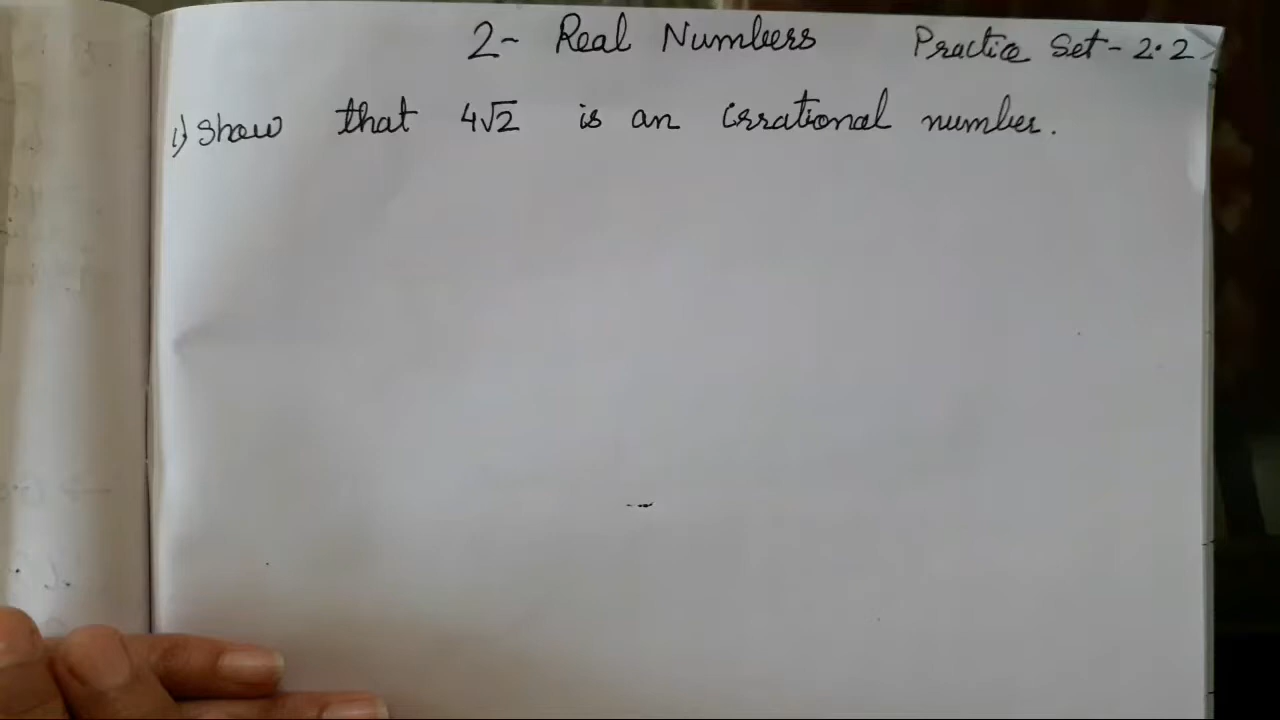 2- Real Numbers Practice Set- 2.2
1) Show that 4√2 is an irrational number.